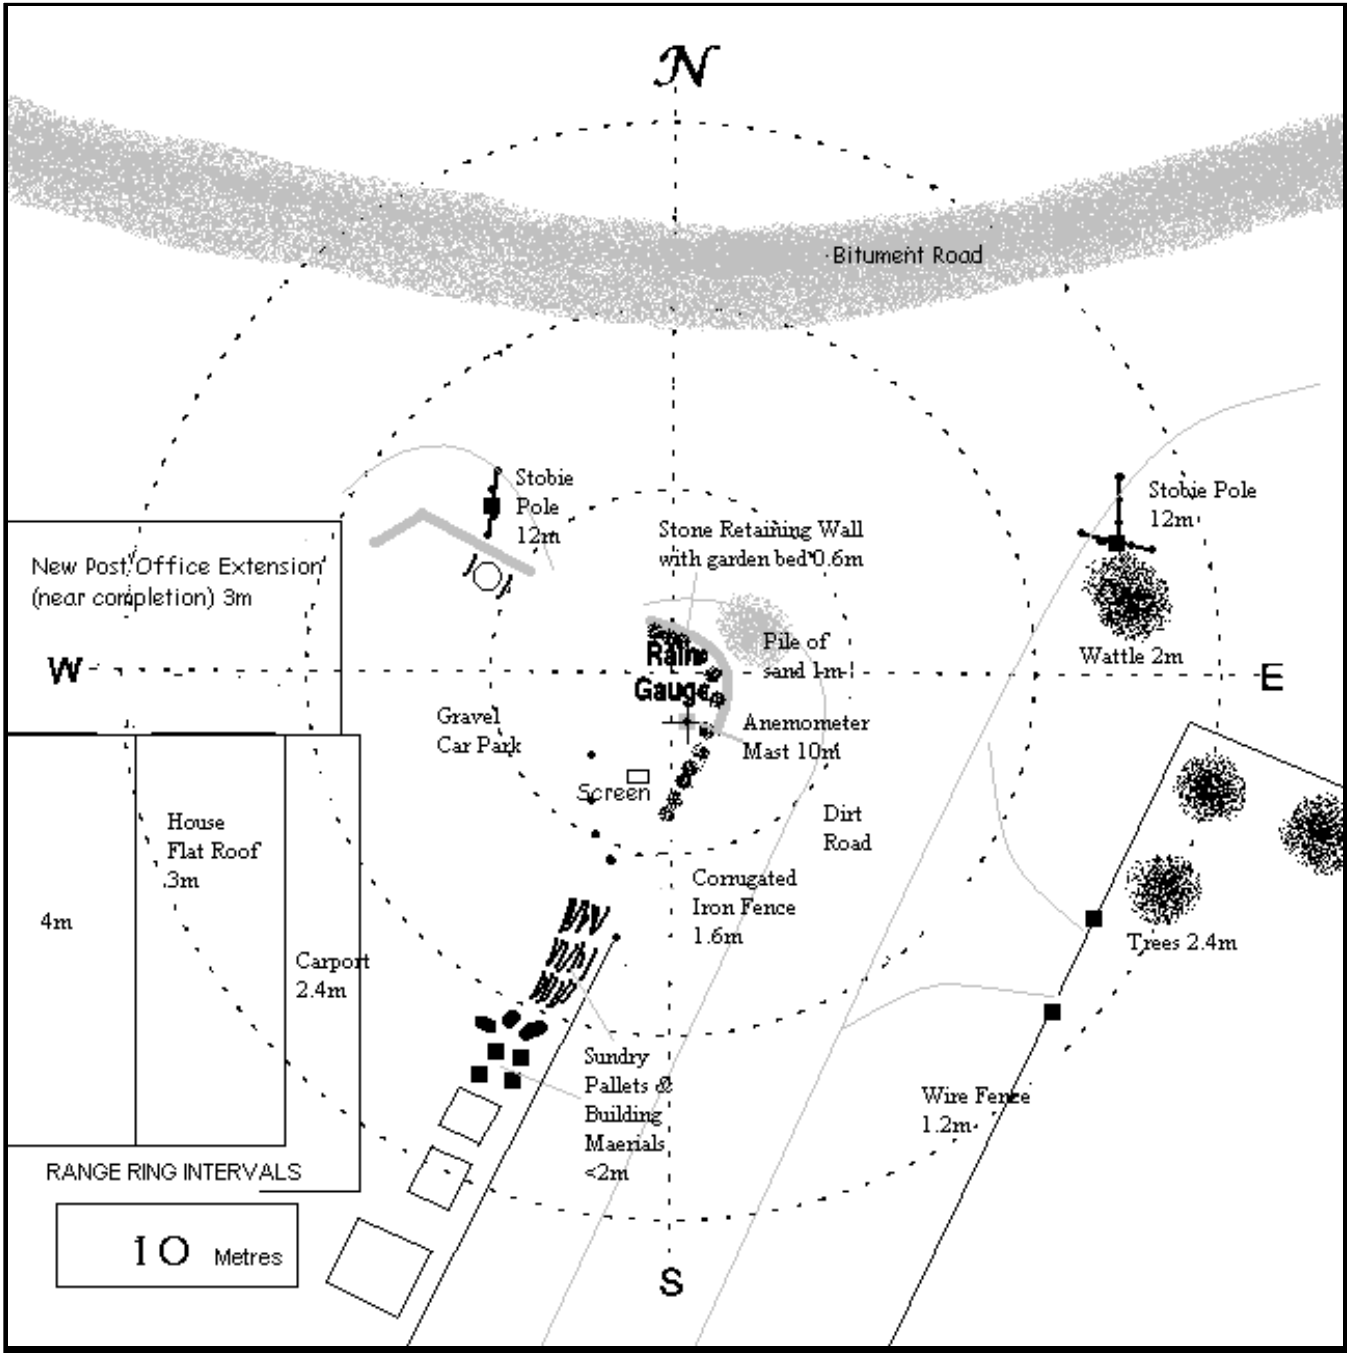 N
Bitument Road
Stobie
Pole
12m
Stobie Pole
12m
Stone Retaining Wall
with garden bed 0.6m
New Post Office Extension
(near completion) 3m
Pile of
sand 1m
Rain
Gauge
Wattle 2m
W
E
Gravel
Car Park
Anemometer
Mast 10m
Screen
House
Flat Roof
3m
Dirt
Road
4m
Corrugated
Iron Fence
1.6m
Carport
2.4m
Trees 2.4m
Sundry
Pallets &
Building
Maerials
<2m
Wire Fence
1.2m
RANGE RING INTERVALS
10 Metres
S